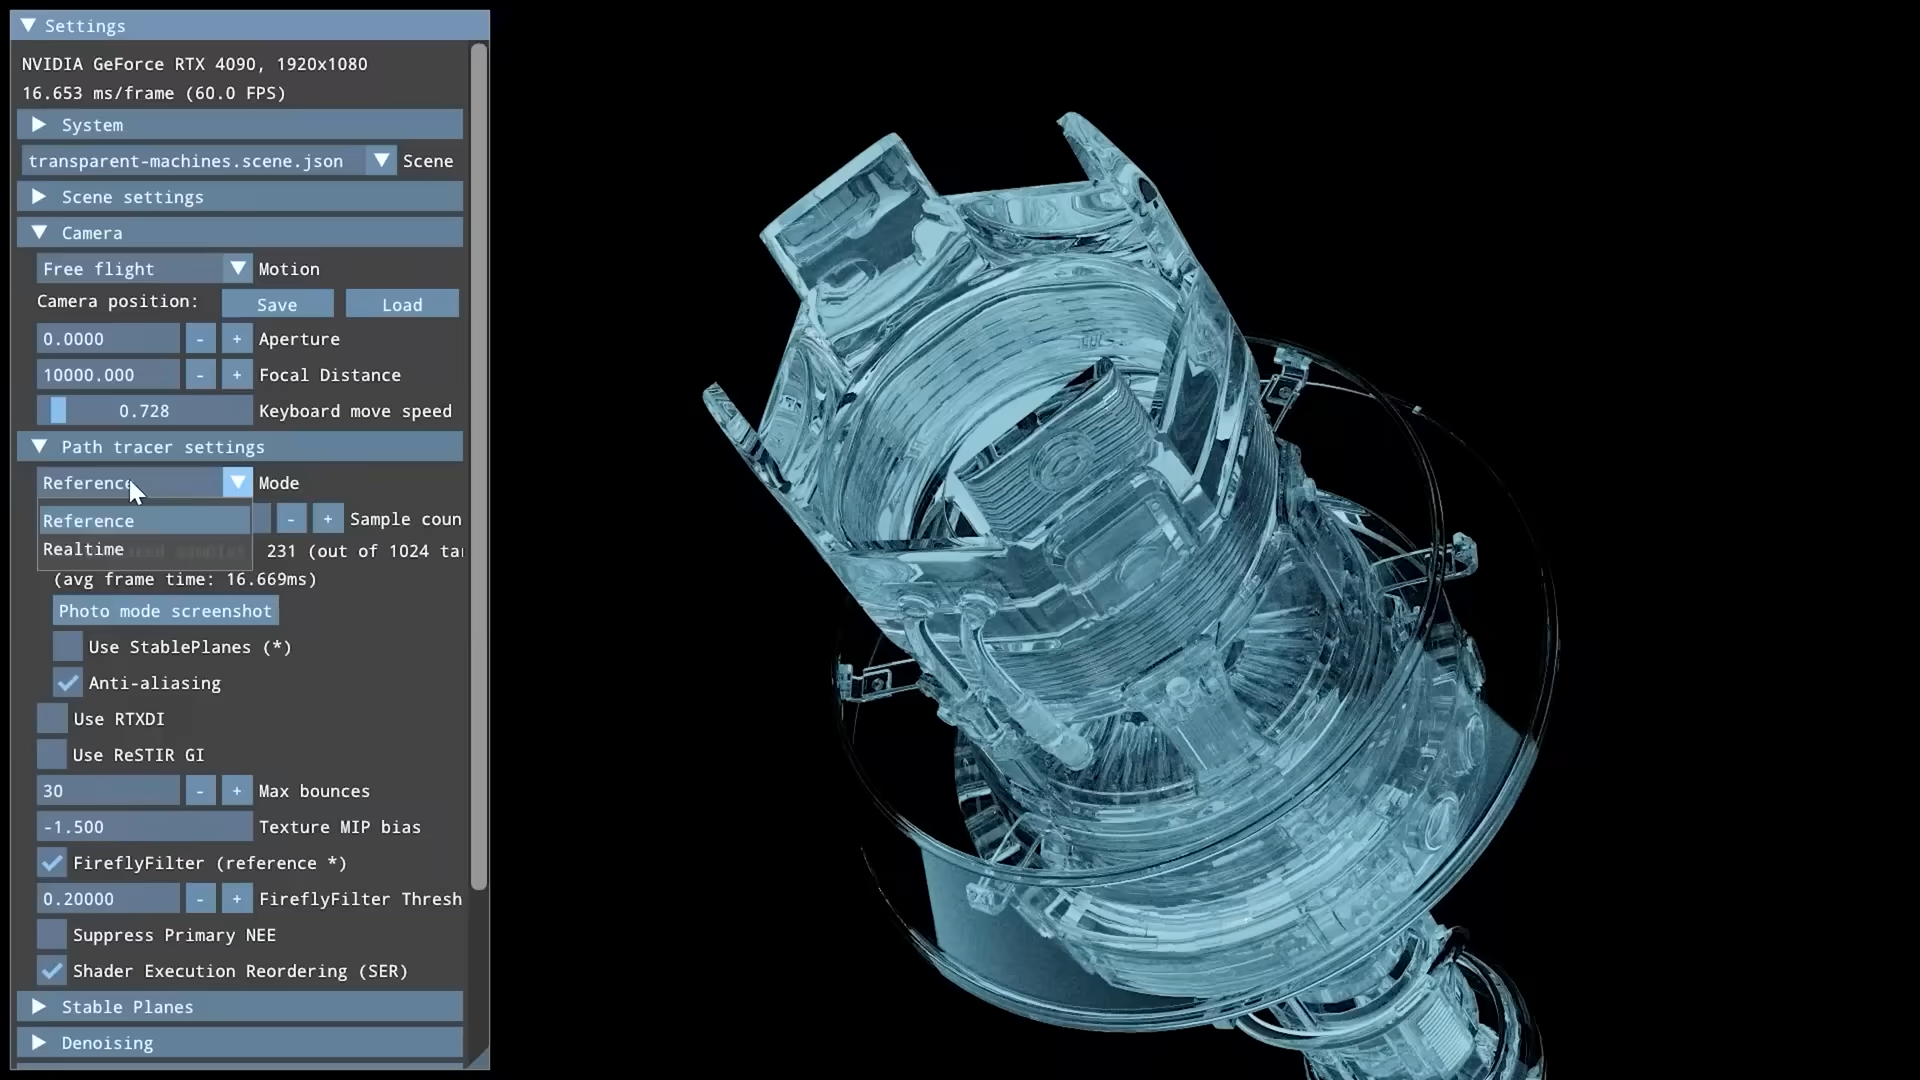 Settings
NVIDIA GeForce RTX 4090, 1920x1080
16.653 ms/frame (60.0 FPS)
System
transparent-machines.scene.json Scene
Scene settings
Camera
Free flight Motion
Camera position: Save Load
0.0000 - + Aperture
10000.000 - + Focal Distance
0.728 Keyboard move speed
Path tracer settings
Reference Mode
Reference - + Sample coun
Realtime 231 (out of 1024 tar
(avg frame time: 16.669ms)
Photo mode screenshot
Use StablePlanes (*)
Anti-aliasing
Use RTXDI
Use ReSTIR GI
30 - + Max bounces
-1.500 Texture MIP bias
FireflyFilter (reference *)
0.20000 - + FireflyFilter Thresh
Suppress Primary NEE
Shader Execution Reordering (SER)
Stable Planes
Denoising